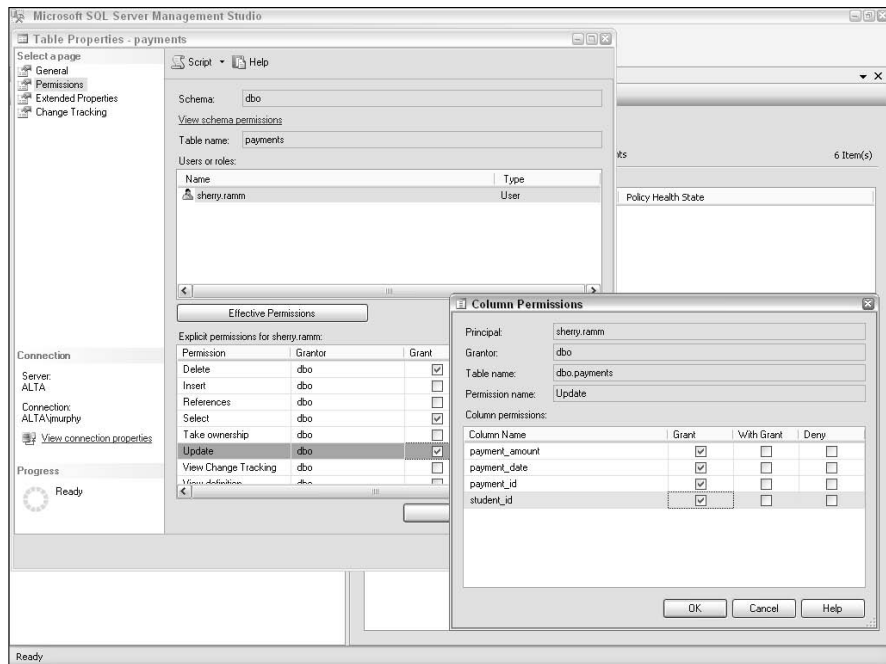 Microsoft SQL Server Management Studio
Table Properties - payments
Select a page
General
Permissions
Extended Properties
Change Tracking
Script
Help
Schema: dbo
View schema permissions
Table name: payments
Users or roles:
Name Type
sherry.ramm User
Effective Permissions
Explicit permissions for sherry.ramm:
Permission Grantor Grant
Delete dbo
Insert dbo
References dbo
Select dbo
Take ownership dbo
Update dbo
View Change Tracking dbo
View definition dbo
Connection
Server:
ALTA
Connection:
ALTA\jmurphy
View connection properties
Progress
Ready
nts
6 Item(s)
Policy Health State
Column Permissions
Principal: sherry.ramm
Grantor: dbo
Table name: dbo.payments
Permission name: Update
Column permissions:
Column Name Grant With Grant Deny
payment_amount
payment_date
payment_id
student_id
OK Cancel Help
Ready